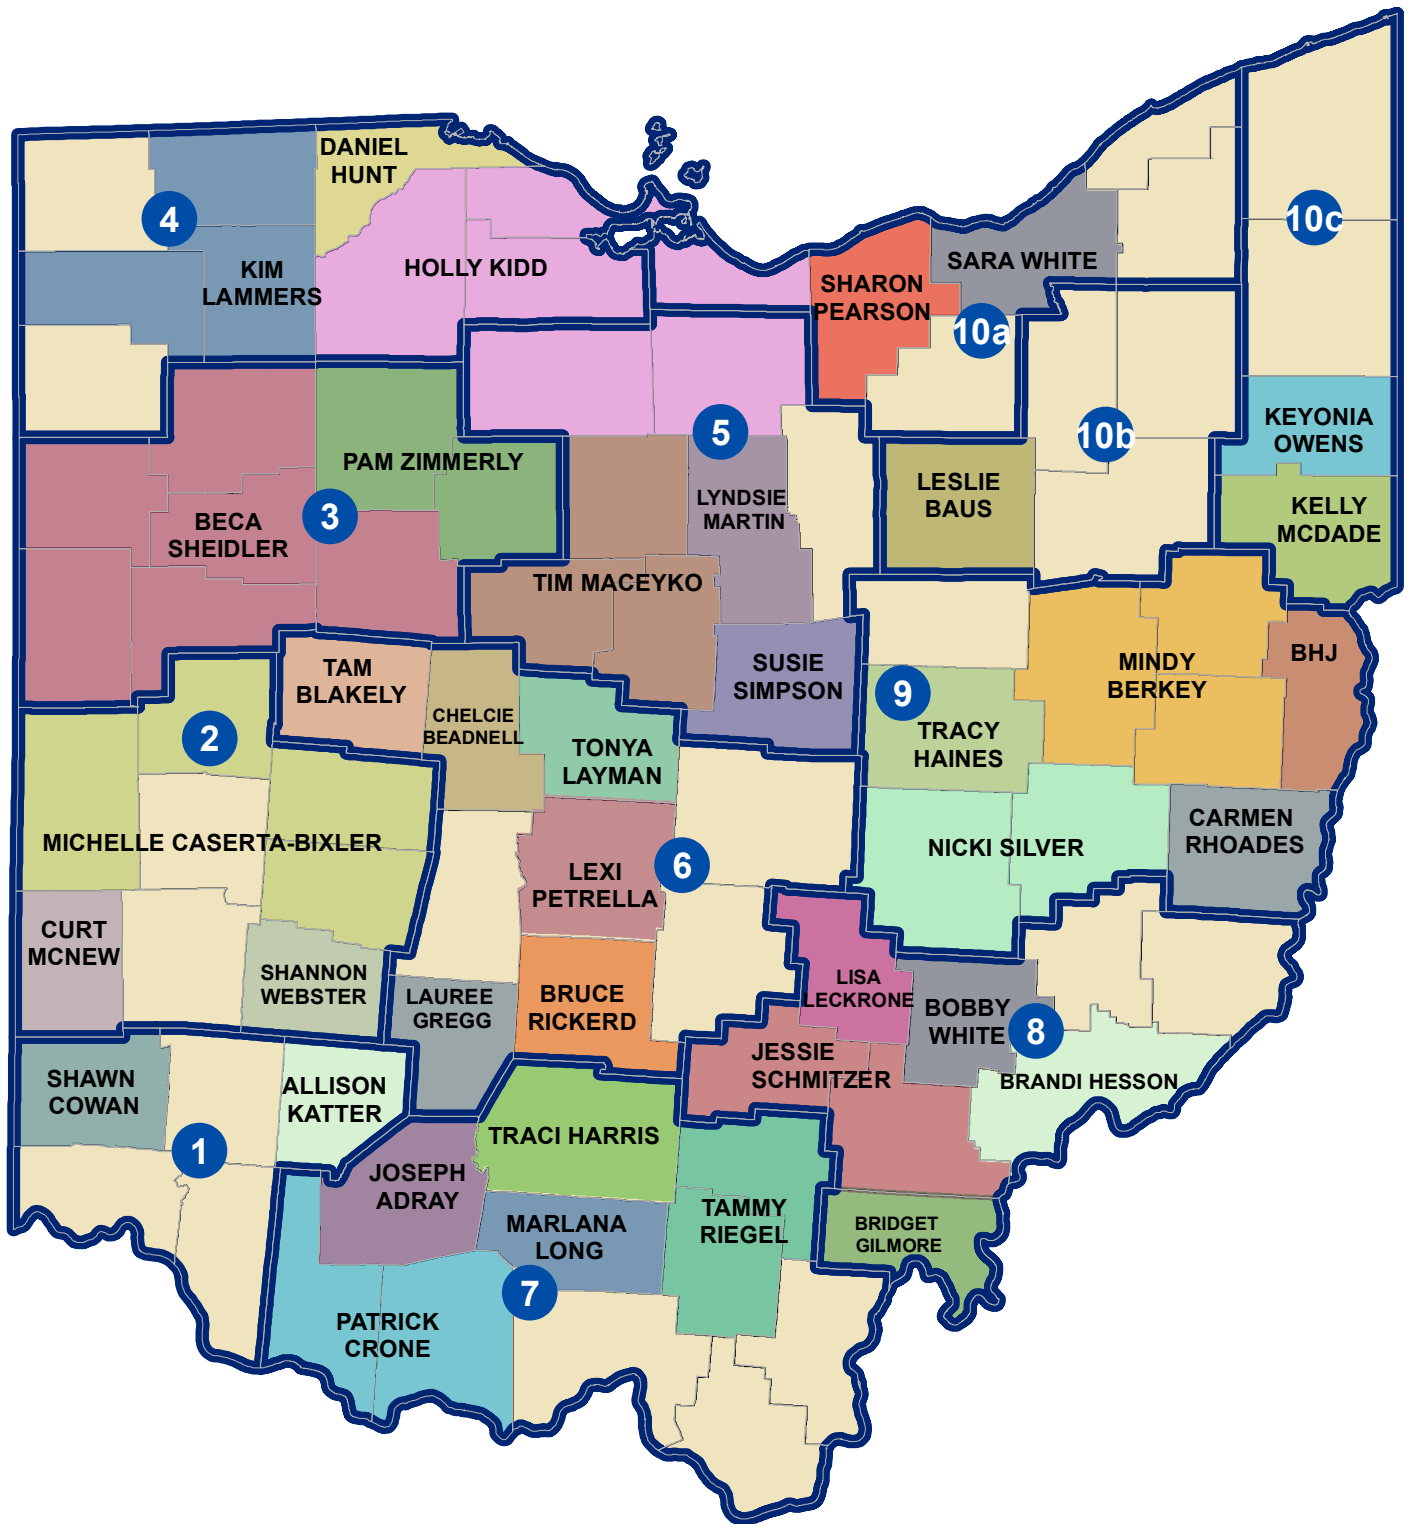 DANIEL
HUNT
4
10c
KIM
LAMMERS
HOLLY KIDD
SARA WHITE
SHARON
PEARSON
10a
KEYONIA
OWENS
5
10b
PAM ZIMMERLY
LESLIE
BAUS
LYNDSIE
MARTIN
KELLY
MCDADE
BECA
SHEIDLER
3
TIM MACEYKO
TAM
BLAKELY
SUSIE
SIMPSON
MINDY
BERKEY
BHJ
9
TRACY
HAINES
2
CHELCIE
BEADNELL
TONYA
LAYMAN
MICHELLE CASERTA-BIXLER
LEXI
PETRELLA
6
NICKI SILVER
CARMEN
RHOADES
CURT
MCNEW
SHANNON
WEBSTER
LAUREE
GREGG
BRUCE
RICKERD
LISA
LECKRONE
BOBBY
WHITE
8
JESSIE
SCHMITZER
BRANDI HESSON
SHAWN
COWAN
ALLISON
KATTER
1
TRACI HARRIS
JOSEPH
ADRAY
MARLANA
LONG
TAMMY
RIEGEL
BRIDGET
GILMORE
7
PATRICK
CRONE